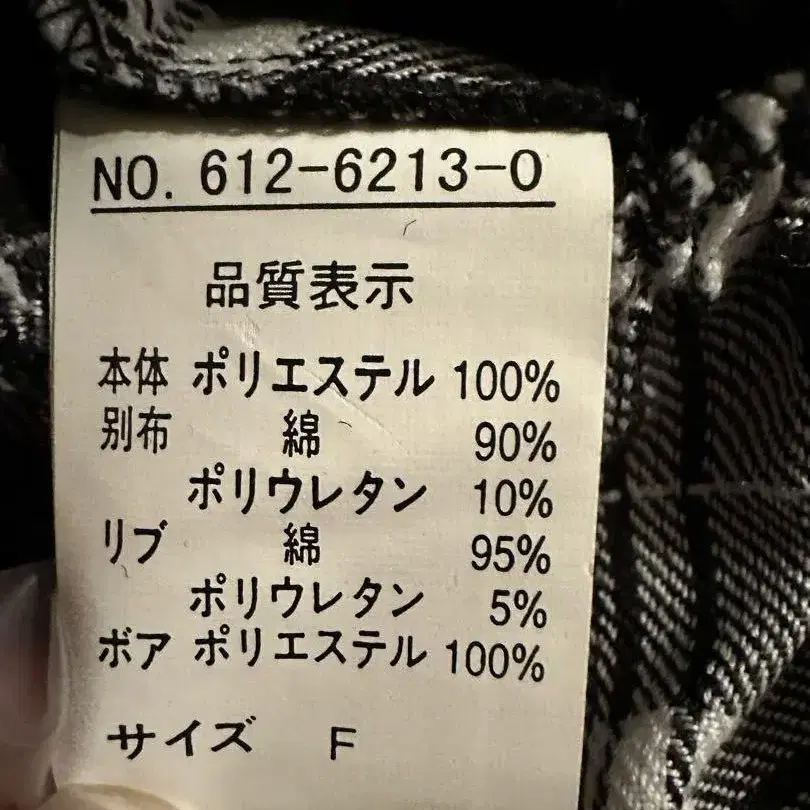 NO. 612-6213-0
品質表示
本体 ポリエステル 100%
別布 綿 90%
ポリウレタン 10%
リブ 綿 95%
ポリウレタン 5%
ボア ポリエステル 100%
サイズ F